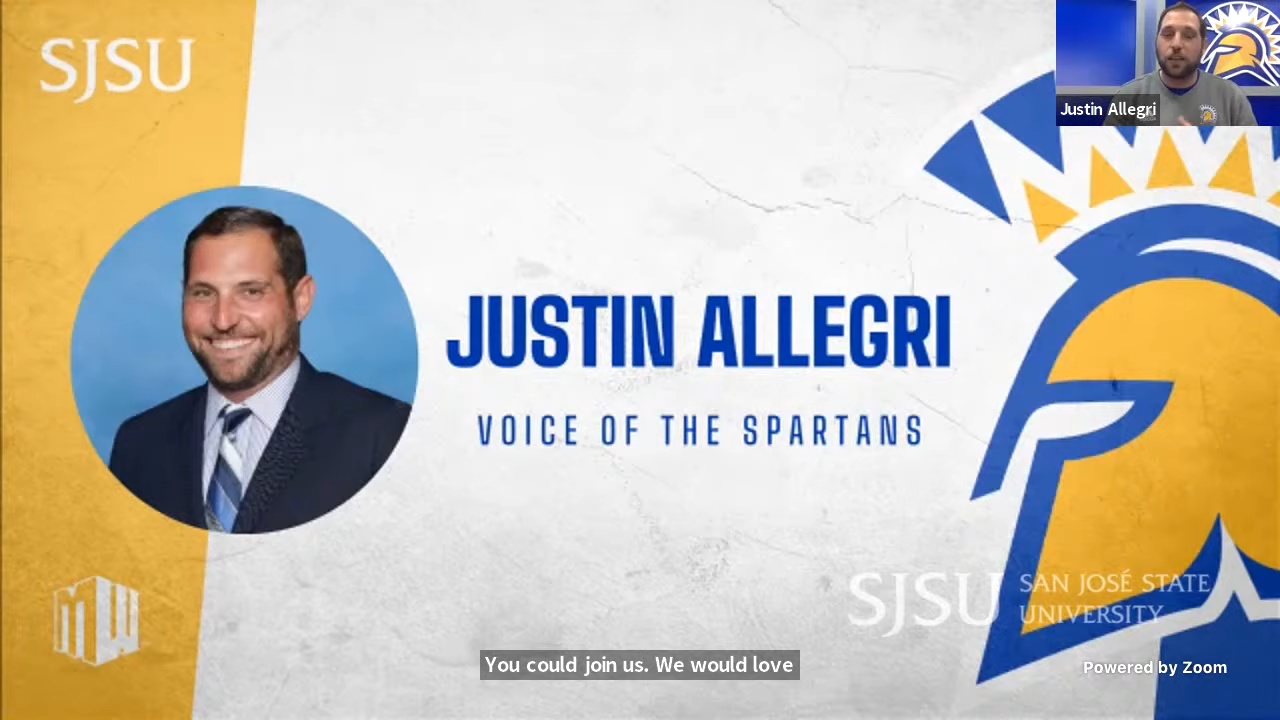 SJSU
Justin Allegri
JUSTIN ALLEGRI
VOICE OF THE SPARTANS
MW
SJSU SAN JOSÉ STATE
UNIVERSITY
You could join us. We would love
Powered by Zoom